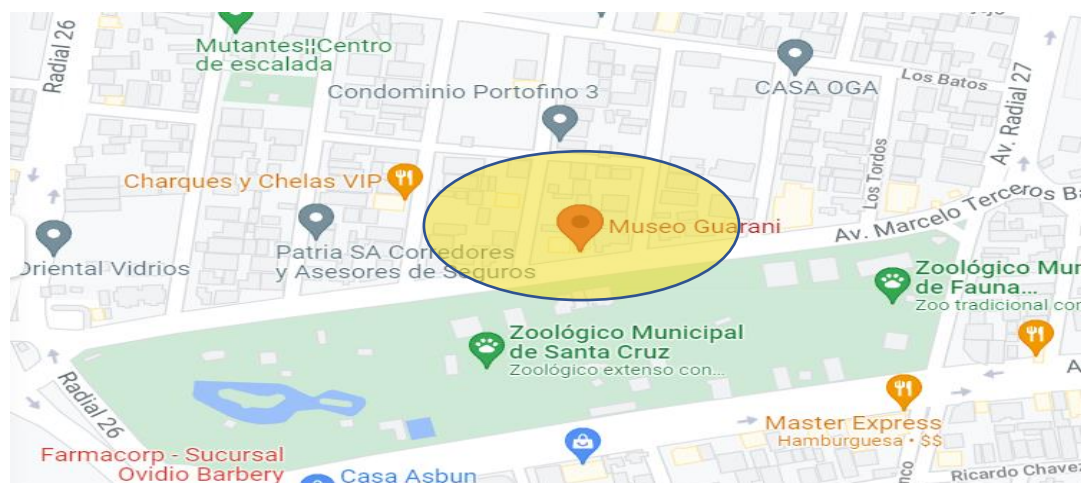 Radial 26
Mutantes¦¦Centro
de escalada
Condominio Portofino 3
CASA OGA
Los Batos
Av. Radial 27
Los Tordos
Charques y Chelas VIP
Museo Guarani
Av. Marcelo Terceros Ba
Oriental Vidrios
Patria SA Corredores
y Asesores de Seguros
Zoológico Mun
de Fauna...
Zoo tradicional con
Zoológico Municipal
de Santa Cruz
Zoológico extenso con...
Radial 26
Master Express
Hamburguesa • $$
Farmacorp - Sucursal
Ovidio Barbery
Casa Asbun
Ricardo Chavez